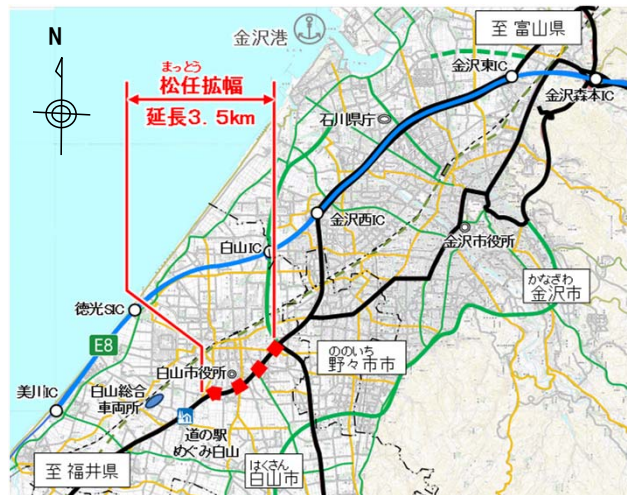 至 富山県
N
金沢港
まっとう
松任拡幅
延長3.5km
金沢東IC
金沢森本IC
石川県庁
金沢西IC
金沢市役所
白山IC
かなざわ
金沢市
徳光SIC
E8
ののいち
野々市市
白山市役所
美川IC
白山総合
車両所
道の駅
めぐみ白山
はくさん
白山市
至 福井県